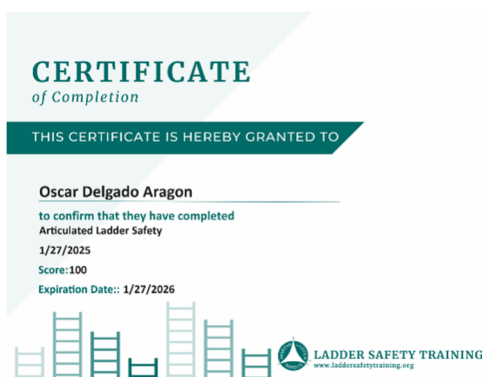 CERTIFICATE
of Completion
THIS CERTIFICATE IS HEREBY GRANTED TO
Oscar Delgado Aragon
to confirm that they have completed
Articulated Ladder Safety
1/27/2025
Score:100
Expiration Date:: 1/27/2026
LADDER SAFETY TRAINING
www.laddersafetytraining.org